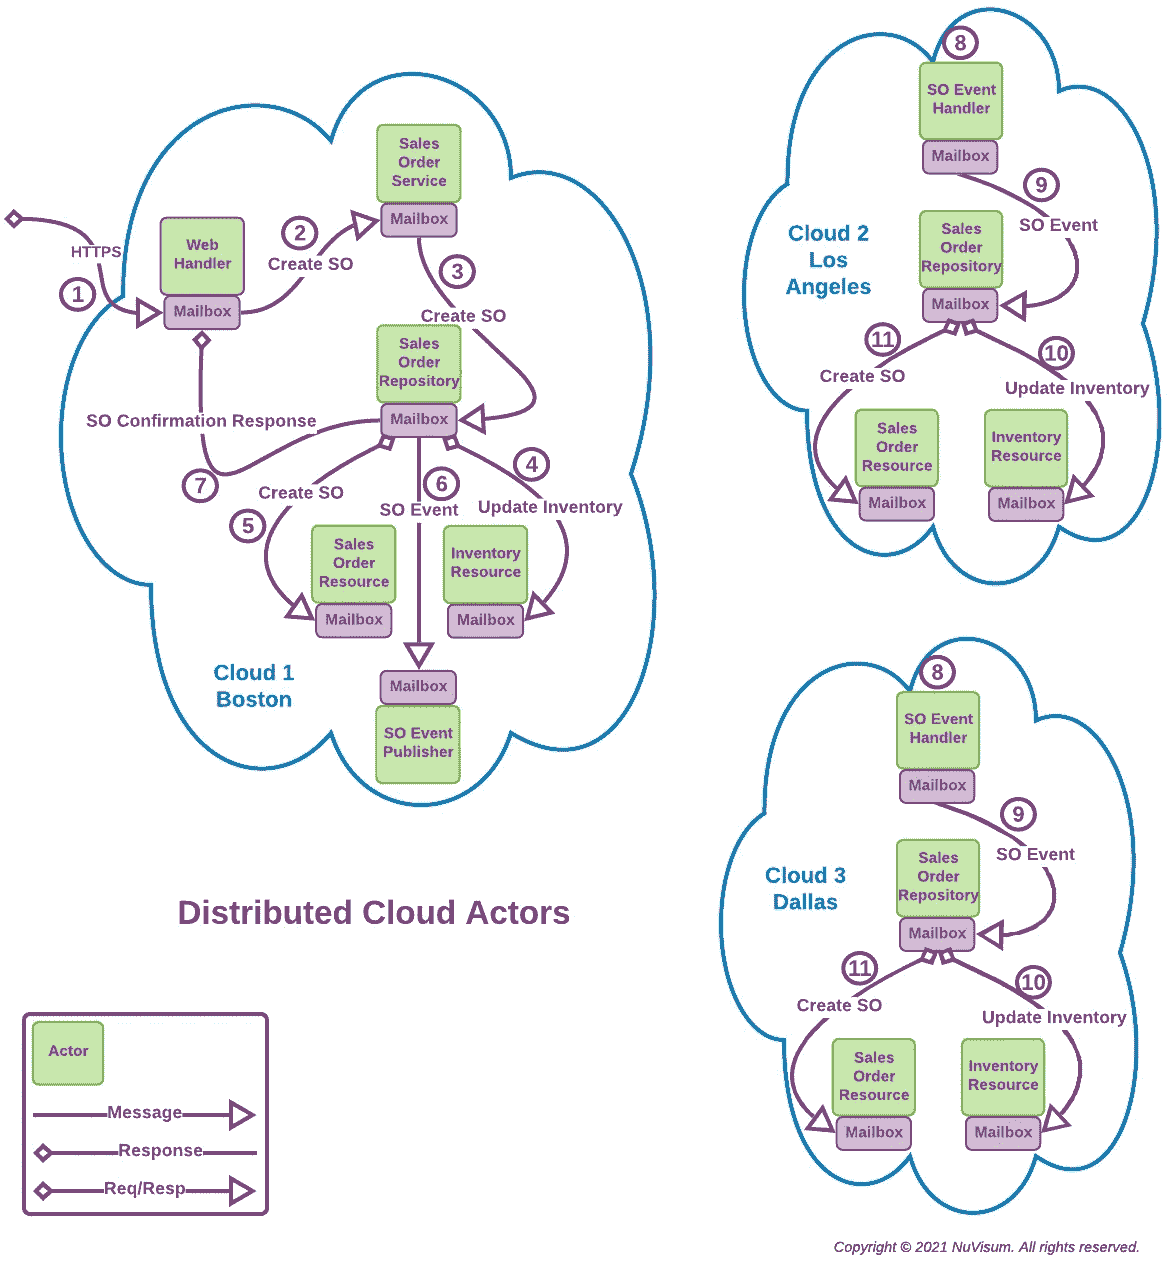 HTTPS
1
Web
Handler
Mailbox
2
Create SO
Sales
Order
Service
Mailbox
3
Create SO
Sales
Order
Repository
Mailbox
SO Confirmation Response
7
Create SO
5
6
SO Event
4
Update Inventory
Sales
Order
Resource
Mailbox
Inventory
Resource
Mailbox
Mailbox
SO Event
Publisher
Cloud 1
Boston
8
SO Event
Handler
Mailbox
9
SO Event
Cloud 2
Los
Angeles
Sales
Order
Repository
Mailbox
11
Create SO
10
Update Inventory
Sales
Order
Resource
Mailbox
Inventory
Resource
Mailbox
8
SO Event
Handler
Mailbox
9
SO Event
Cloud 3
Dallas
Sales
Order
Repository
Mailbox
11
Create SO
10
Update Inventory
Sales
Order
Resource
Mailbox
Inventory
Resource
Mailbox
Distributed Cloud Actors
Actor
Message
Response
Req/Resp
Copyright © 2021 NuVisum. All rights reserved.